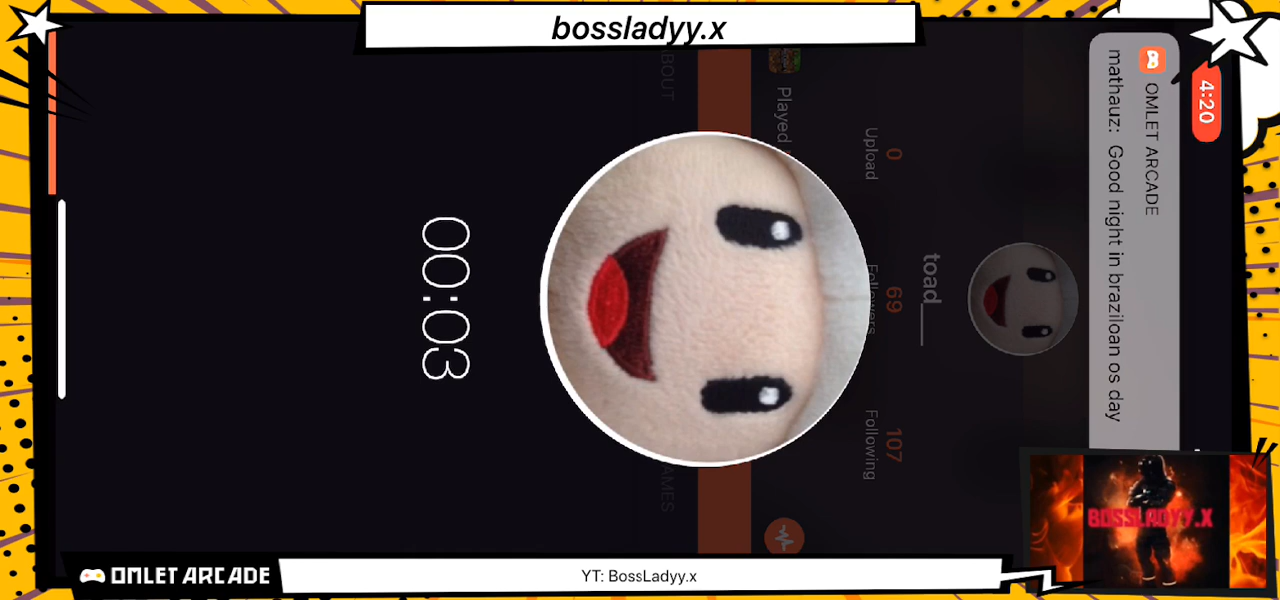 bossladyy.x
4:20
OMLET ARCADE
mathauz: Good night in braziloan os day
toad__
0
Upload
69
Followers
107
Following
Played
00:03
BOSSLADYY.X
OMLET ARCADE
YT: BossLadyy.x